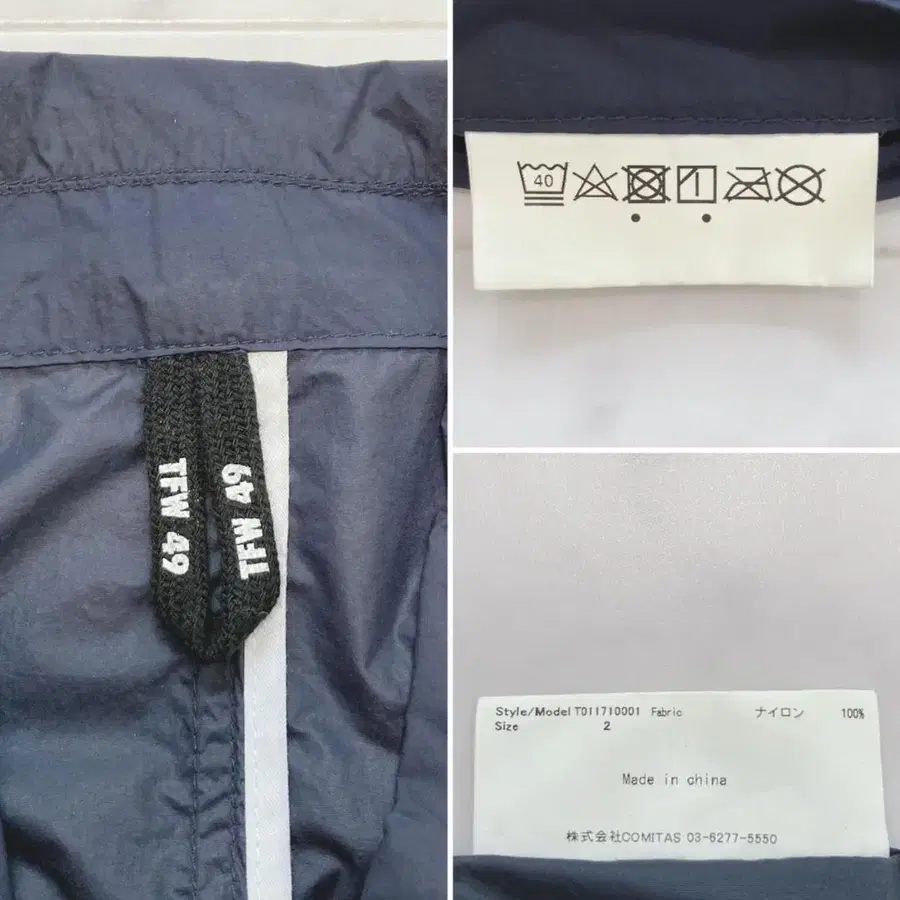 TFW 49
TFW 49
40
Style/Model T011710001 Fabric ナイロン 100%
Size 2
Made in china
株式会社COMITAS 03-6277-5550